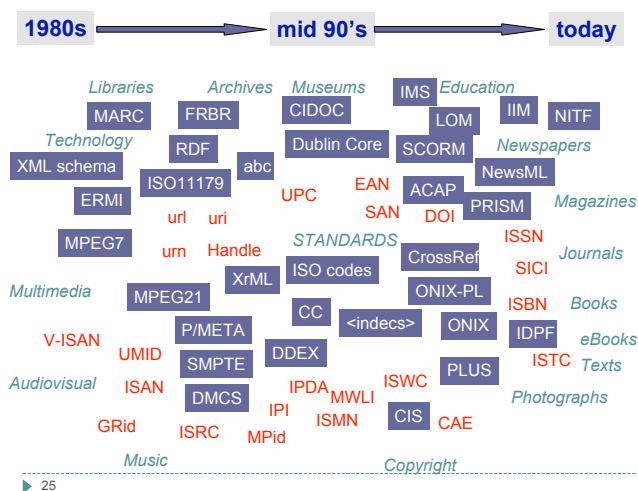 1980s mid 90's today
Libraries Archives Museums IMS Education
MARC FRBR CIDOC LOM IIM NITF
Technology RDF Dublin Core SCORM Newspapers
XML schema abc NewsML
ISO11179 UPC EAN ACAP
ERMI SAN DOI PRISM Magazines
url uri
MPEG7 urn Handle STANDARDS CrossRef ISSN Journals
XrML ISO codes SICI
Multimedia MPEG21 ONIX-PL
CC ISBN Books
V-ISAN P/META <indecs> ONIX IDPF eBooks
UMID SMPTE DDEX PLUS ISTC Texts
Audiovisual ISAN DMCS IPDA MWLI ISWC Photographs
GRid ISRC IPI MPid ISMN CIS CAE
Music Copyright
25